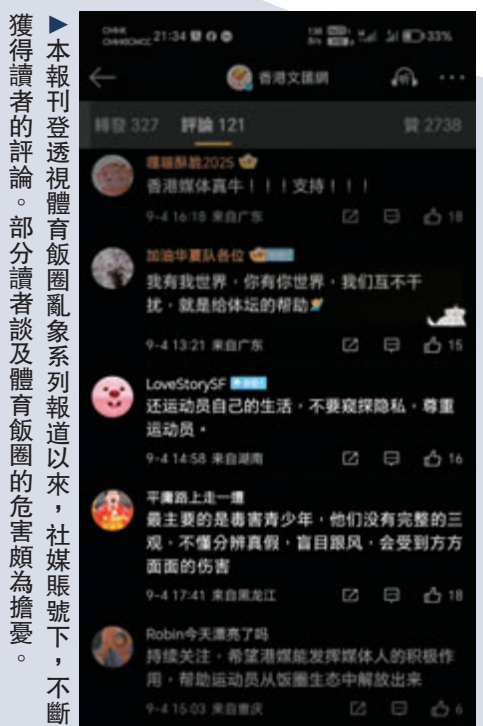 ▶本報刊登透視體育飯圈亂象系列報道以來，社媒賬號下，不斷
獲得讀者的評論。部分讀者談及體育飯圈的危害頗為擔憂。
CMHK
21:34
33%
香港文匯網
轉發 327 評論 121 贊 2738
2025
香港媒体真牛！！！支持！！！
9-4 16:18 来自广东 18
加油华夏队各位
我有我世界，你有你世界，我们互不干
扰，就是给体坛的帮助
9-4 13:21 来自广东 15
LoveStorySF
还运动员自己的生活，不要窥探隐私，尊重
运动员。
9-4 14:58 来自湖南 16
平庸路上走一遭
最主要的是毒害青少年，他们没有完整的三
观，不懂分辨真假，盲目跟风，会受到方方
面面的伤害
9-4 17:41 来自黑龙江 18
Robin今天漂亮了吗
持续关注，希望港媒能发挥媒体人的积极作
用，帮助运动员从饭圈生态中解放出来
9-4 15:03 来自重庆 6